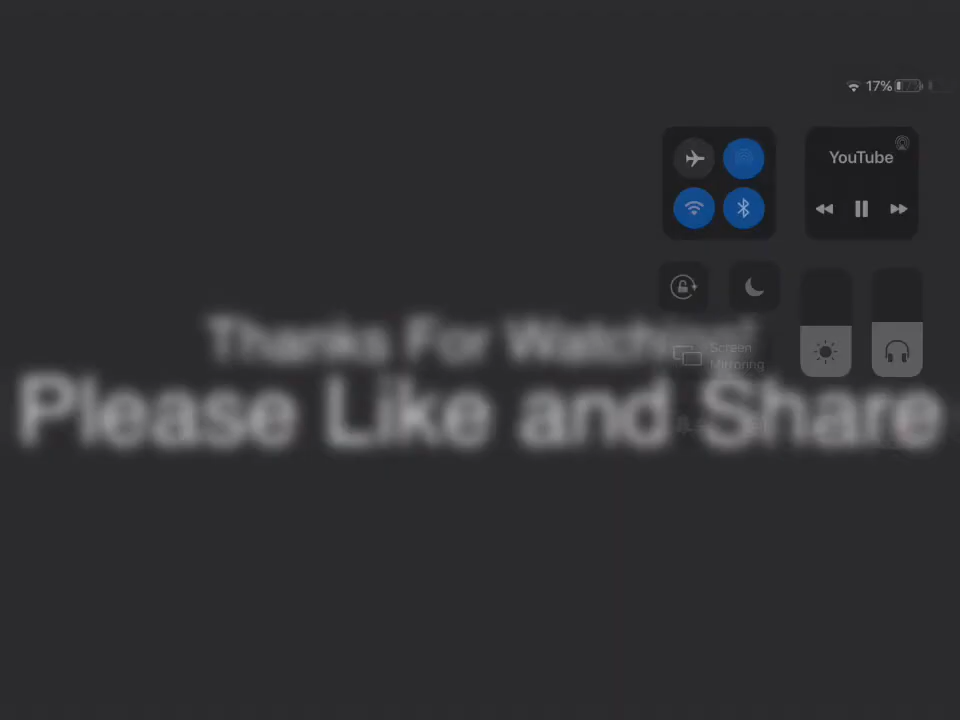 17%
YouTube
Thanks For Watching!
Screen
Mirroring
Please Like and Share